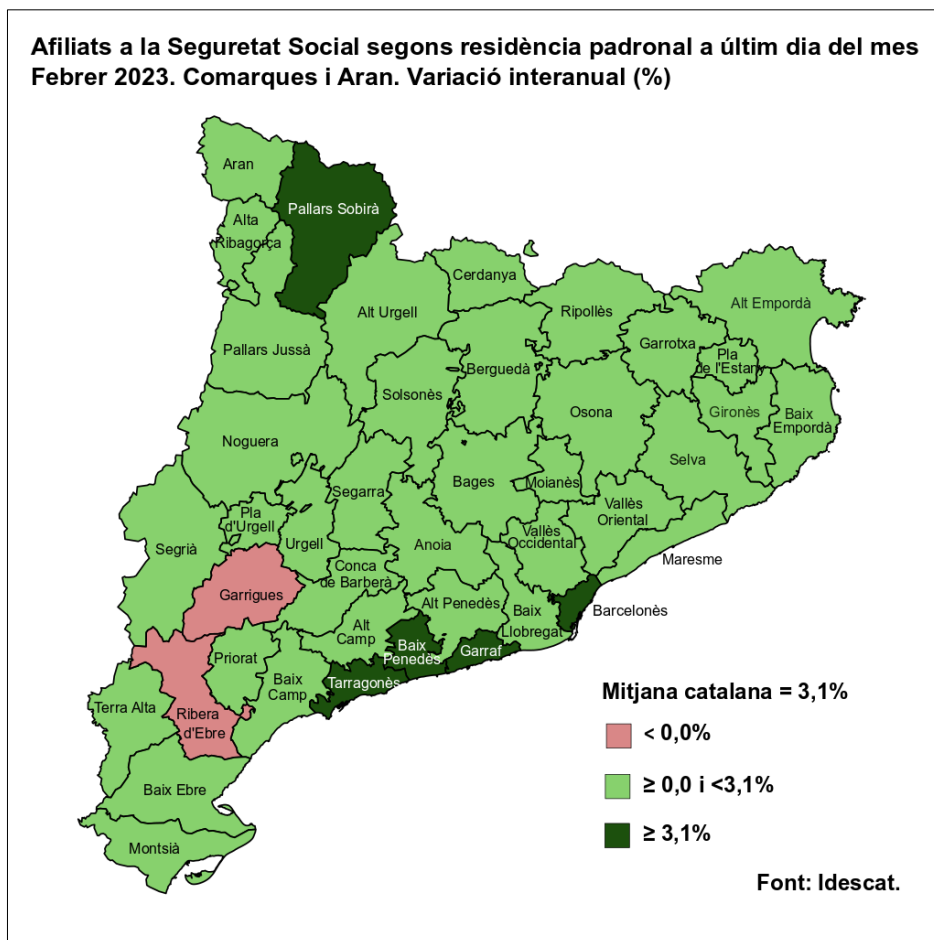 Afiliats a la Seguretat Social segons residència padronal a últim dia del mes
Febrer 2023. Comarques i Aran. Variació interanual (%)
Aran
Pallars Sobirà
Alta
Ribagorça
Cerdanya
Alt Urgell
Ripollès
Alt Empordà
Pallars Jussà
Garrotxa
Pla
de l'Estany
Berguedà
Solsonès
Osona
Gironès
Baix
Empordà
Noguera
Selva
Segarra
Bages
Moianès
Vallès
Oriental
Pla
d'Urgell
Segrià
Urgell
Anoia
Vallès
Occidental
Maresme
Conca
de Barberà
Garrigues
Alt Penedès
Baix
Llobregat
Barcelonès
Alt
Camp
Baix
Penedès
Garraf
Priorat
Baix
Camp
Tarragonès
Terra Alta
Ribera
d'Ebre
Baix Ebre
Montsià
Mitjana catalana = 3,1%
< 0,0%
≥ 0,0 i <3,1%
≥ 3,1%
Font: Idescat.